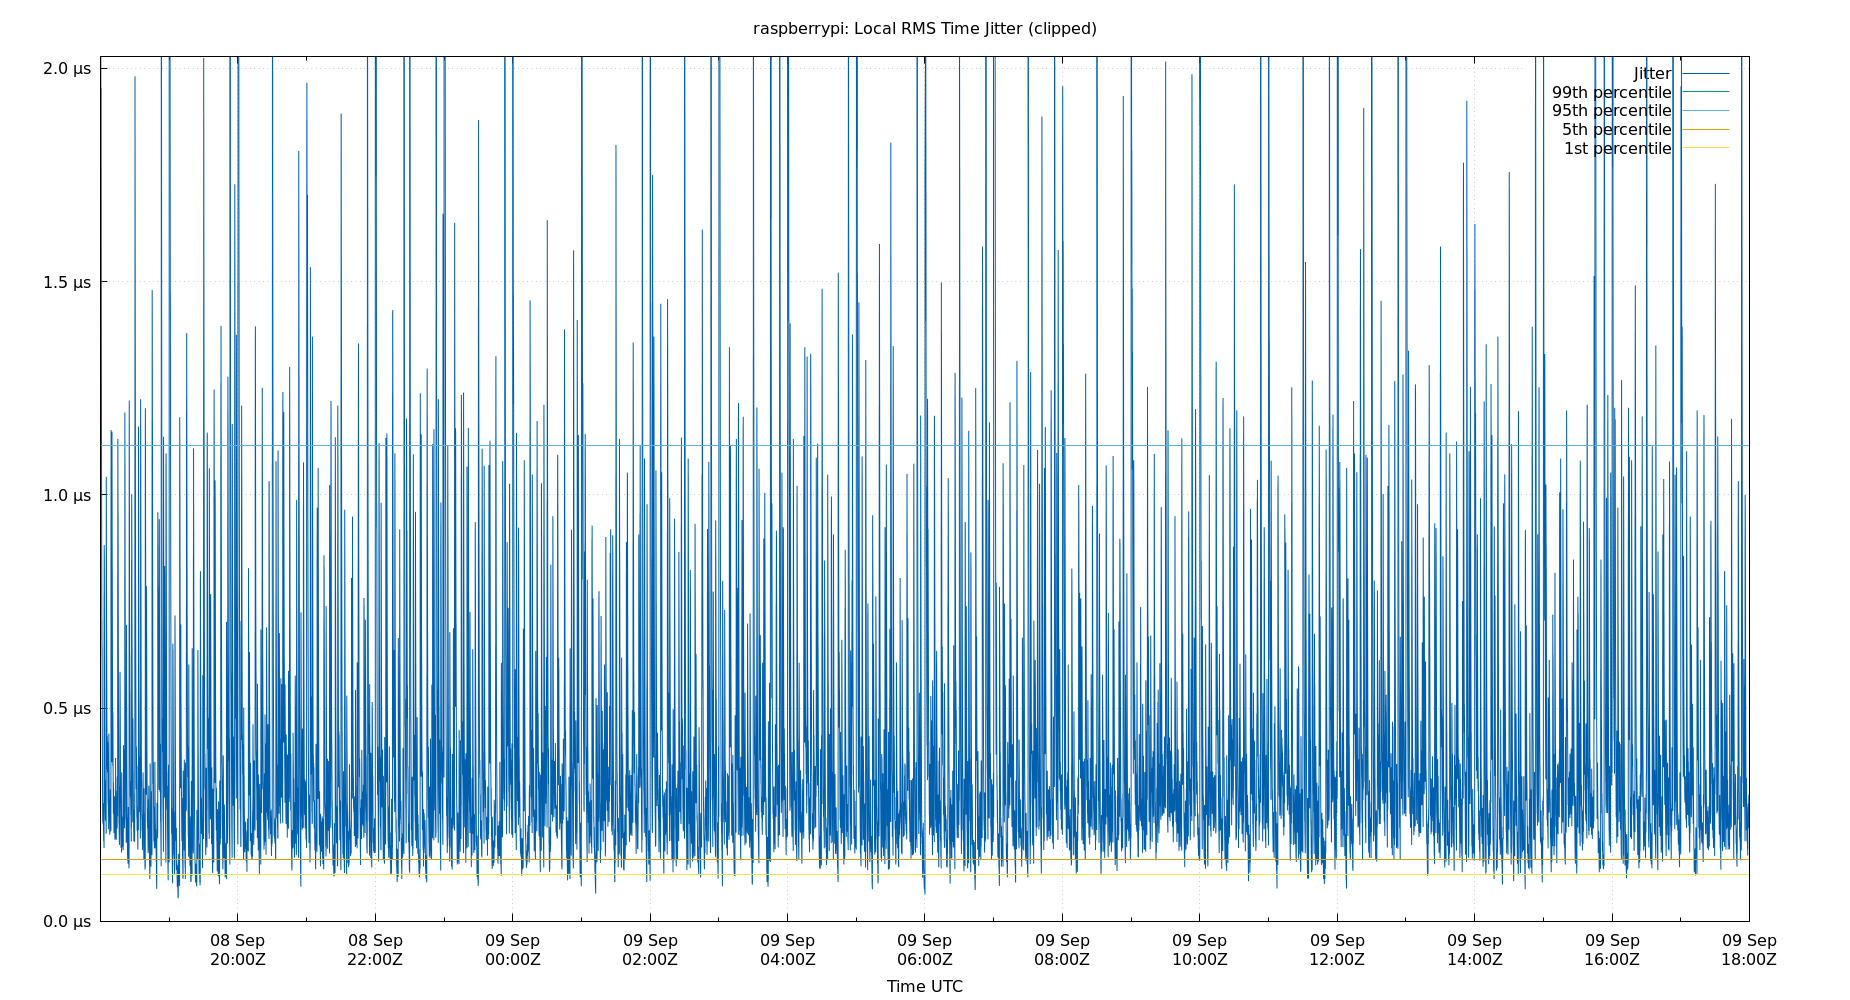 raspberrypi: Local RMS Time Jitter (clipped)
2.0 µs
1.5 µs
1.0 µs
0.5 µs
0.0 µs
Jitter
99th percentile
95th percentile
5th percentile
1st percentile
08 Sep 08 Sep 09 Sep 09 Sep 09 Sep 09 Sep 09 Sep 09 Sep 09 Sep 09 Sep 09 Sep 09 Sep
20:00Z 22:00Z 00:00Z 02:00Z 04:00Z 06:00Z 08:00Z 10:00Z 12:00Z 14:00Z 16:00Z 18:00Z
Time UTC